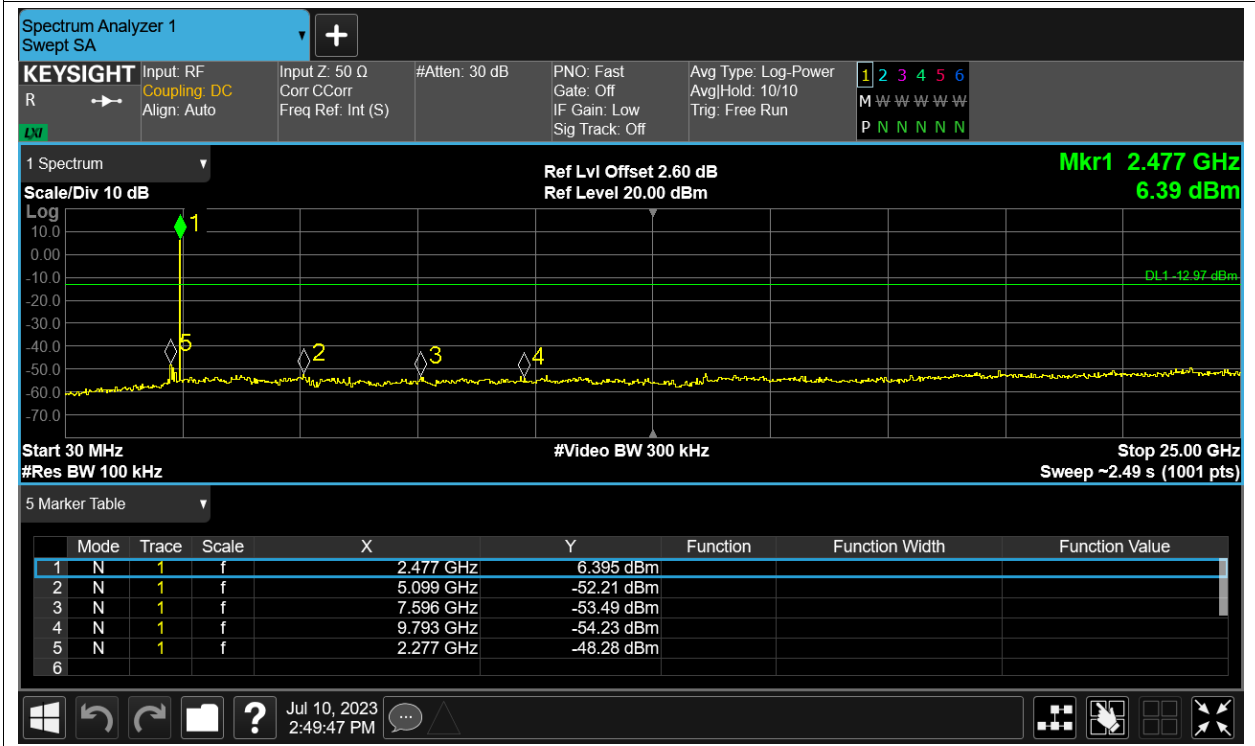 Spectrum Analyzer 1
Swept SA
+
KEYSIGHT Input: RF Input Z: 50 Ω #Atten: 30 dB PNO: Fast Avg Type: Log-Power 1 2 3 4 5 6
R Coupling: DC Corr CCorr Gate: Off Avg|Hold: 10/10 M W W W W W
Align: Auto Freq Ref: Int (S) IF Gain: Low Trig: Free Run
LXI Sig Track: Off P N N N N N
1 Spectrum Ref Lvl Offset 2.60 dB Mkr1 2.477 GHz
Scale/Div 10 dB Ref Level 20.00 dBm 6.39 dBm
Log
1
10.0
0.00
-10.0 DL1 -12.97 dBm
-20.0
-30.0
-40.0 5 2 3 4
-50.0
-60.0
-70.0
Start 30 MHz #Video BW 300 kHz Stop 25.00 GHz
#Res BW 100 kHz Sweep ~2.49 s (1001 pts)
5 Marker Table
Mode Trace Scale X Y Function Function Width Function Value
1 N 1 f 2.477 GHz 6.395 dBm
2 N 1 f 5.099 GHz -52.21 dBm
3 N 1 f 7.596 GHz -53.49 dBm
4 N 1 f 9.793 GHz -54.23 dBm
5 N 1 f 2.277 GHz -48.28 dBm
6
? Jul 10, 2023
2:49:47 PM